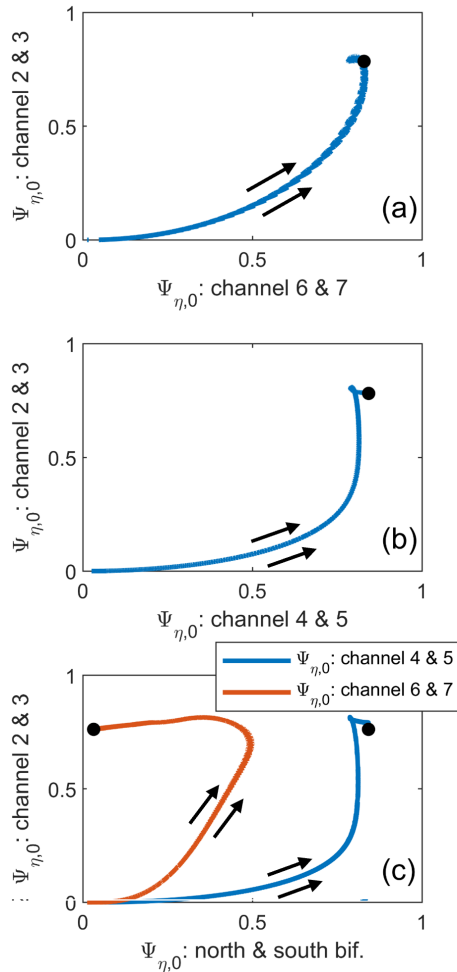 1
Ψη,0: channel 2 & 3
0.5
(a)
0
0 0.5 1
Ψη,0: channel 6 & 7
1
Ψη,0: channel 2 & 3
0.5
(b)
0
0 0.5 1
Ψη,0: channel 4 & 5
1
Ψη,0: channel 4 & 5
Ψη,0: channel 6 & 7
Ψη,0: channel 2 & 3
0.5
(c)
0
0 0.5 1
Ψη,0: north & south bif.